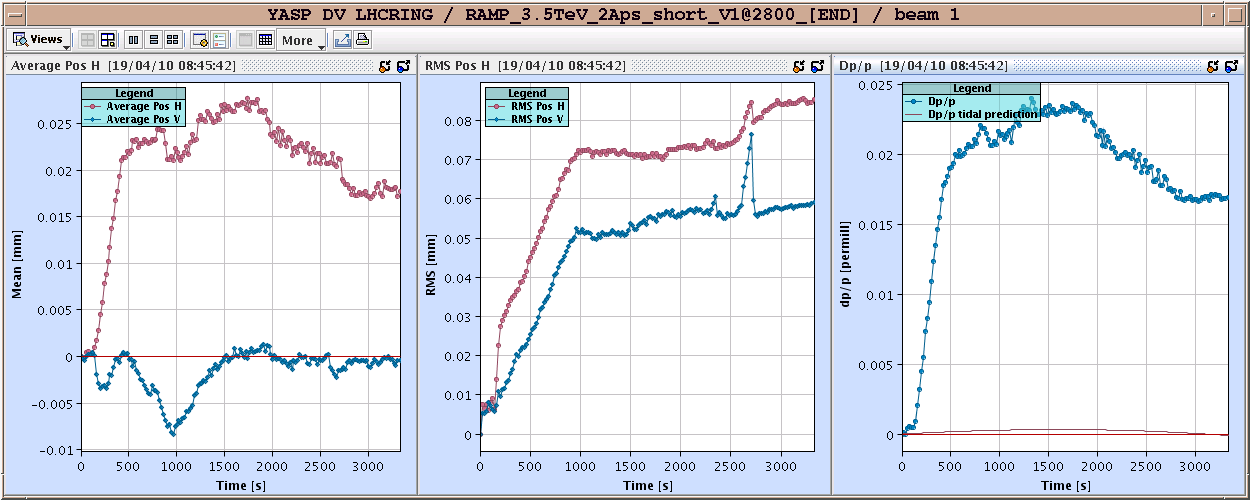 YASP DV LHCRING / RAMP_3.5TeV_2Aps_short_V1@2800_[END] / beam 1
Views
More
Average Pos H [19/04/10 08:45:42]
Legend
Average Pos H
Average Pos V
0.025
0.02
0.015
0.01
0.005
0
-0.005
-0.01
Mean [mm]
0 500 1000 1500 2000 2500 3000
Time [s]
RMS Pos H [19/04/10 08:45:42]
Legend
RMS Pos H
RMS Pos V
0.08
0.07
0.06
0.05
0.04
0.03
0.02
0.01
0
RMS [mm]
0 500 1000 1500 2000 2500 3000
Time [s]
Dp/p [19/04/10 08:45:42]
Legend
Dp/p
Dp/p tidal prediction
0.025
0.02
0.015
0.01
0.005
0
dp/p [permill]
0 500 1000 1500 2000 2500 3000
Time [s]